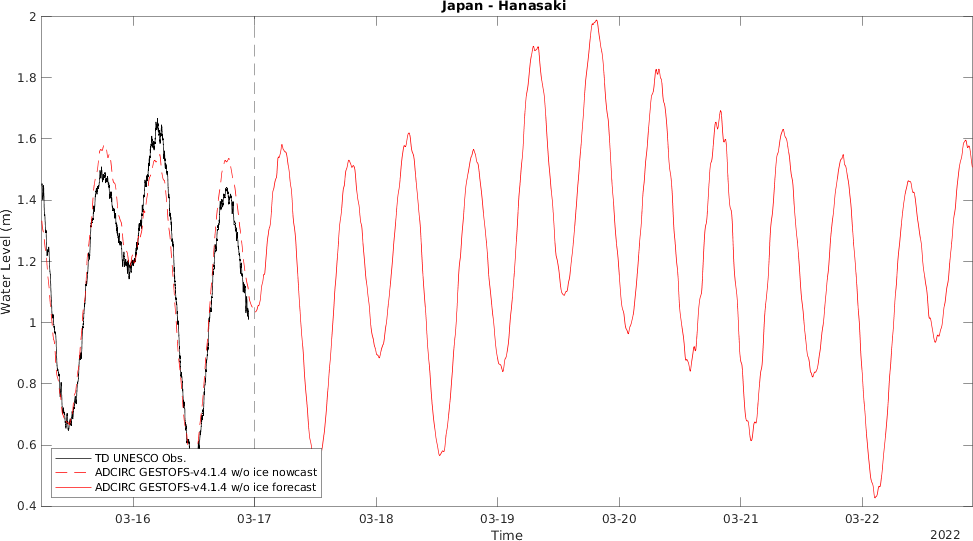 Japan - Hanasaki
2
1.8
1.6
1.4
1.2
1
0.8
0.6
0.4
Water Level (m)
TD UNESCO Obs.
ADCIRC GESTOFS-v4.1.4 w/o ice nowcast
ADCIRC GESTOFS-v4.1.4 w/o ice forecast
03-16 03-17 03-18 03-19 03-20 03-21 03-22
Time
2022